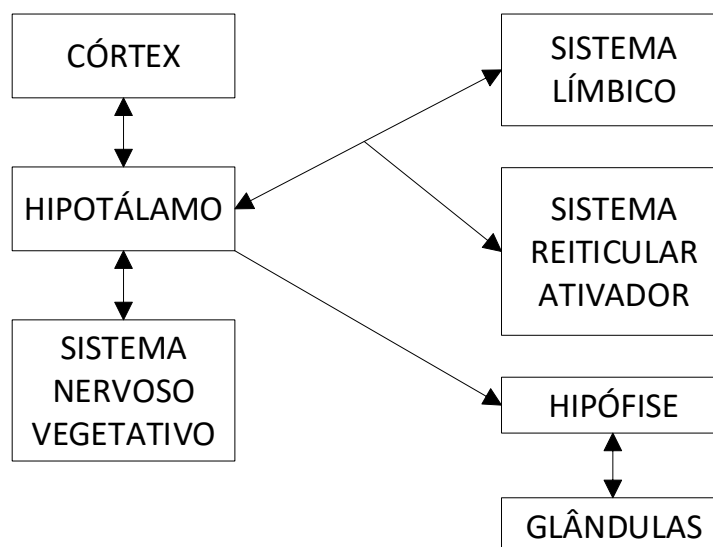 CÓRTEX
SISTEMA
LÍMBICO
HIPOTÁLAMO
SISTEMA
REITICULAR
ATIVADOR
SISTEMA
NERVOSO
VEGETATIVO
HIPÓFISE
GLÂNDULAS